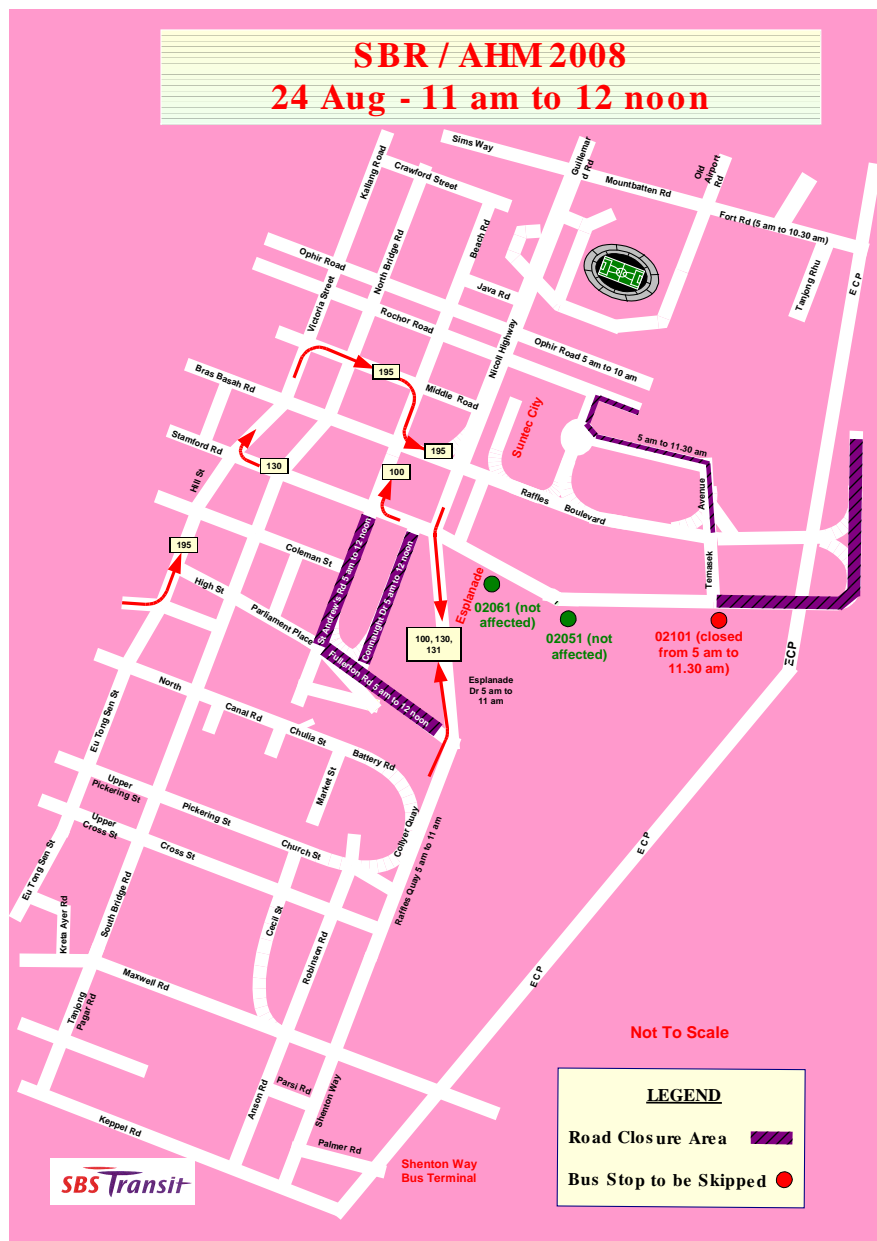 SBR / AHM 2008
24 Aug - 11 am to 12 noon
Sims Way
Guillemar
d Rd
Old
Airport
Rd
Kallang Road
Crawford Street
Mountbatten Rd
Fort Rd (5 am to 10.30 am)
North Bridge Rd
Beach Rd
Ophir Road
Java Rd
Tanjong Rhu
E C P
Victoria Street
Rochor Road
Nicoll Highway
Ophir Road 5 am to 10 am
Bras Basah Rd
195
Middle Road
Suntec City
Stamford Rd
195
5 am to 11.30 am
130
100
Hill St
Raffles
Boulevard
Avenue
Temasek
195
Coleman St
St Andrew's Rd 5 am to 12 noon
Connaught Dr 5 am to 12 noon
High St
Parliament Place
Esplanade
02061 (not
affected)
02051 (not
affected)
02101 (closed
from 5 am to
11.30 am)
100, 130,
131
Fullerton Rd 5 am to 12 noon
Esplanade
Dr 5 am to
11 am
ECP
North
Canal Rd
Chulia St
Battery Rd
Eu Tong Sen St
Market St
Upper
Pickering St
Pickering St
Church St
Collyer Quay
Raffles Quay 5 am to 11 am
Upper
Cross St
Cross St
E C P
Eu Tong Sen St
Kreta Ayer Rd
South Bridge Rd
Cecil St
Robinson Rd
Maxwell Rd
E C P
Tanjong
Pagar Rd
Not To Scale
Parsi Rd
Anson Rd
Shenton Way
Keppel Rd
Palmer Rd
Shenton Way
Bus Terminal
LEGEND
Road Closure Area
Bus Stop to be Skipped
SBS Transit